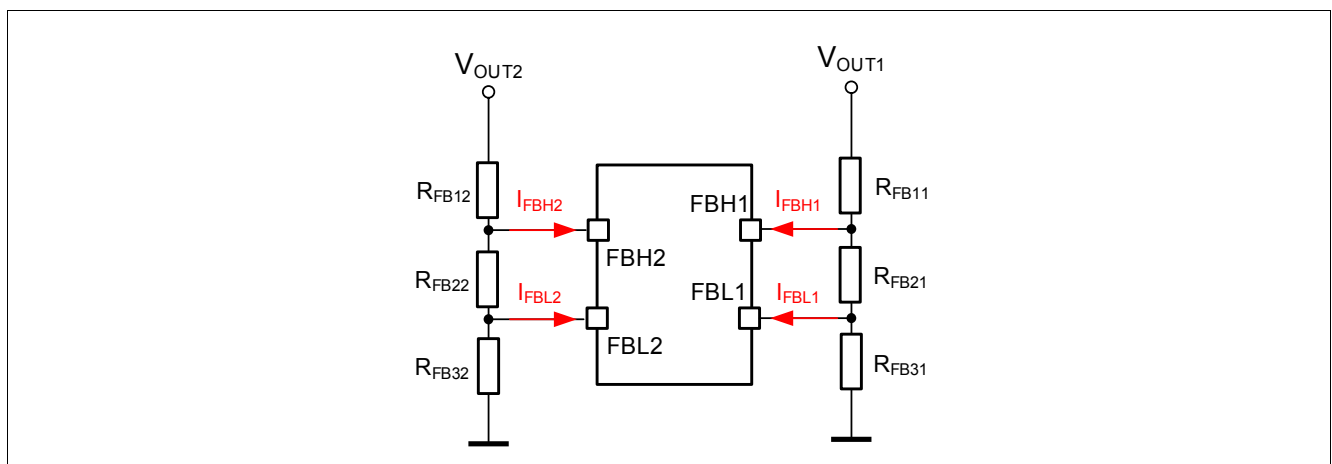 VOUT2
VOUT1
RFB12
IFBH2
FBH1
IFBH1
RFB11
FBH2
RFB22
IFBL2
FBL1
IFBL1
RFB21
FBL2
RFB32
RFB31